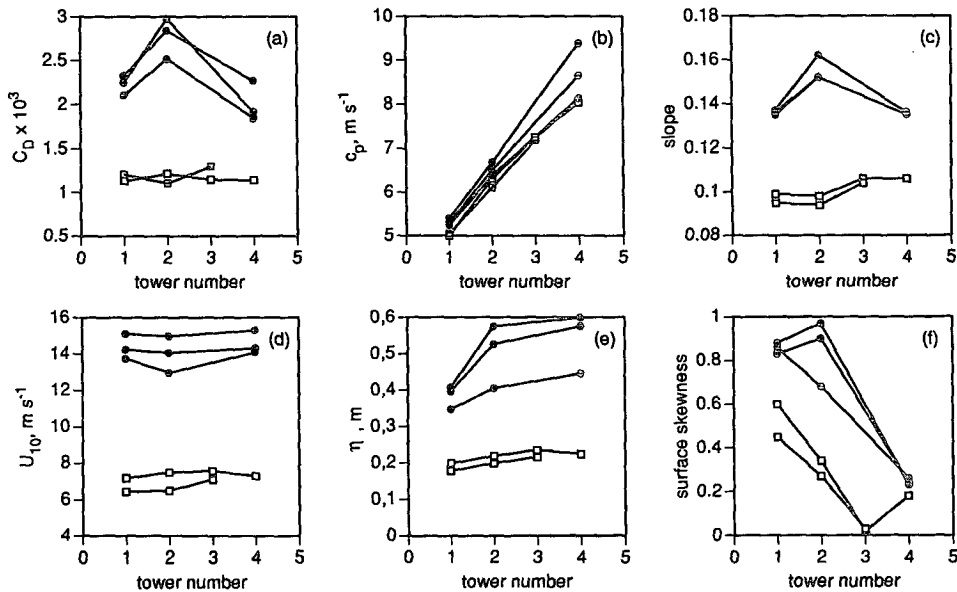 3
2.5
2
1.5
1
0.5
C_D x 10^3
(a)
0 1 2 3 4 5
tower number
10
9
8
7
6
5
c_p, m s^-1
(b)
0 1 2 3 4 5
tower number
0.18
0.16
0.14
0.12
0.1
0.08
slope
(c)
0 1 2 3 4 5
tower number
16
14
12
10
8
6
4
U_10, m s^-1
(d)
0 1 2 3 4 5
tower number
0,6
0,5
0,4
0,3
0,2
0,1
0
η , m
(e)
0 1 2 3 4 5
tower number
1
0.8
0.6
0.4
0.2
0
surface skewness
(f)
0 1 2 3 4 5
tower number